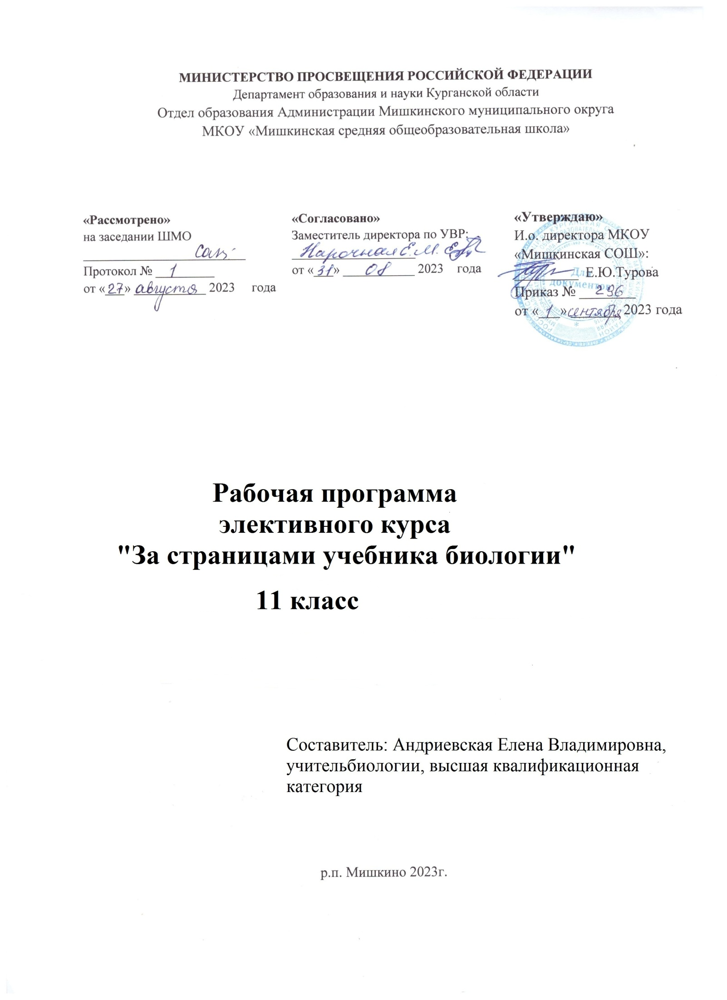 МИНИСТЕРСТВО ПРОСВЕЩЕНИЯ РОССИЙСКОЙ ФЕДЕРАЦИИ
Департамент образования и науки Курганской области
Отдел образования Администрации Мишкинского муниципального округа
МКОУ «Мишкинская средняя общеобразовательная школа»
«Рассмотрено»
на заседании ШМО
Протокол № 1
от «27» августа 2023 года
«Согласовано»
Заместитель директора по УВР:
Нарочная Е.М.
от «31» 08 2023 года
«Утверждаю»
И.о. директора МКОУ
«Мишкинская СОШ»:
Е.Ю.Турова
Приказ № 296
от «1» сентября 2023 года
Для
документов
Рабочая программа
элективного курса
"За страницами учебника биологии"
11 класс
Составитель: Андриевская Елена Владимировна,
учительбиологии, высшая квалификационная
категория
р.п. Мишкино 2023г.